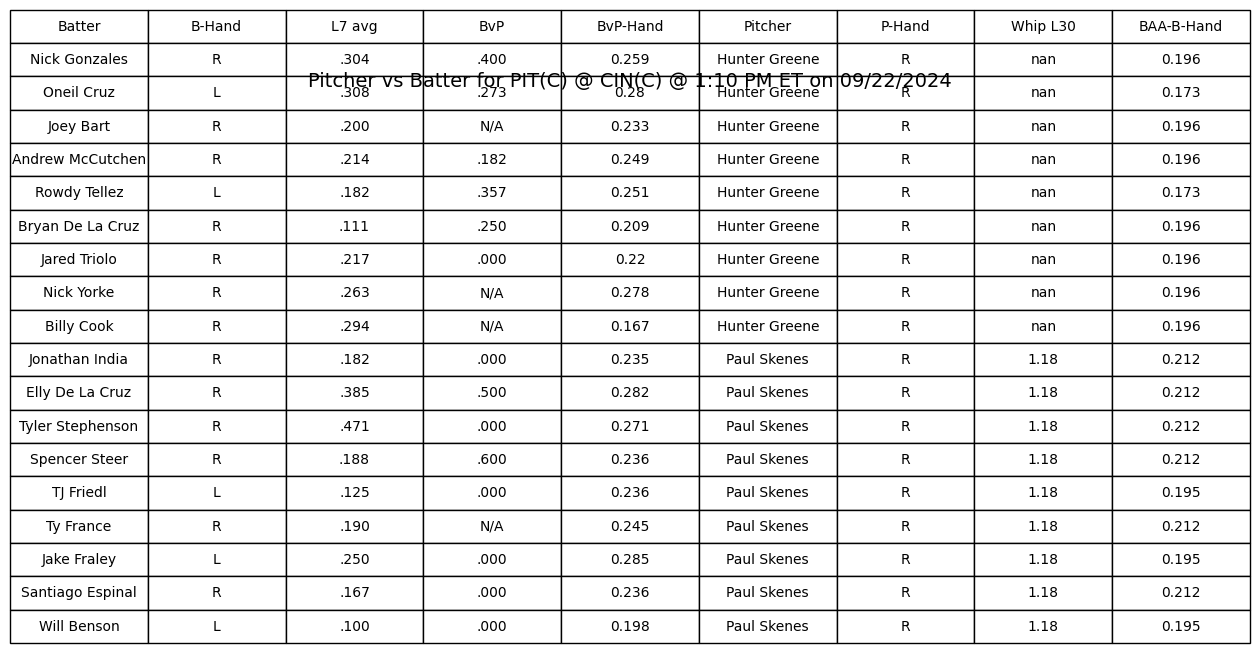 Batter B-Hand L7 avg BvP BvP-Hand Pitcher P-Hand Whip L30 BAA-B-Hand
Nick Gonzales R .304 .400 0.259 Hunter Greene R nan 0.196
Pitcher vs Batter for PIT(C) @ CIN(C) @ 1:10 PM ET on 09/22/2024
Oneil Cruz L .308 .273 0.28 Hunter Greene R nan 0.173
Joey Bart R .200 N/A 0.233 Hunter Greene R nan 0.196
Andrew McCutchen R .214 .182 0.249 Hunter Greene R nan 0.196
Rowdy Tellez L .182 .357 0.251 Hunter Greene R nan 0.173
Bryan De La Cruz R .111 .250 0.209 Hunter Greene R nan 0.196
Jared Triolo R .217 .000 0.22 Hunter Greene R nan 0.196
Nick Yorke R .263 N/A 0.278 Hunter Greene R nan 0.196
Billy Cook R .294 N/A 0.167 Hunter Greene R nan 0.196
Jonathan India R .182 .000 0.235 Paul Skenes R 1.18 0.212
Elly De La Cruz R .385 .500 0.282 Paul Skenes R 1.18 0.212
Tyler Stephenson R .471 .000 0.271 Paul Skenes R 1.18 0.212
Spencer Steer R .188 .600 0.236 Paul Skenes R 1.18 0.212
TJ Friedl L .125 .000 0.236 Paul Skenes R 1.18 0.195
Ty France R .190 N/A 0.245 Paul Skenes R 1.18 0.212
Jake Fraley L .250 .000 0.285 Paul Skenes R 1.18 0.195
Santiago Espinal R .167 .000 0.236 Paul Skenes R 1.18 0.212
Will Benson L .100 .000 0.198 Paul Skenes R 1.18 0.195